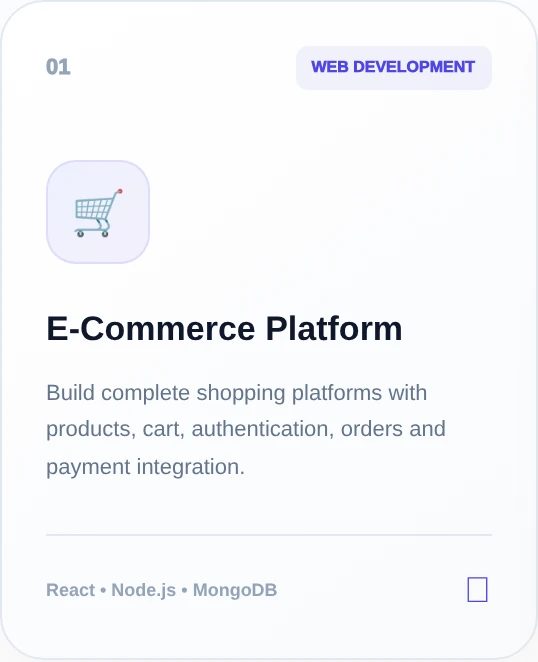 01
WEB DEVELOPMENT
E-Commerce Platform
Build complete shopping platforms with
products, cart, authentication, orders and
payment integration.
React • Node.js • MongoDB